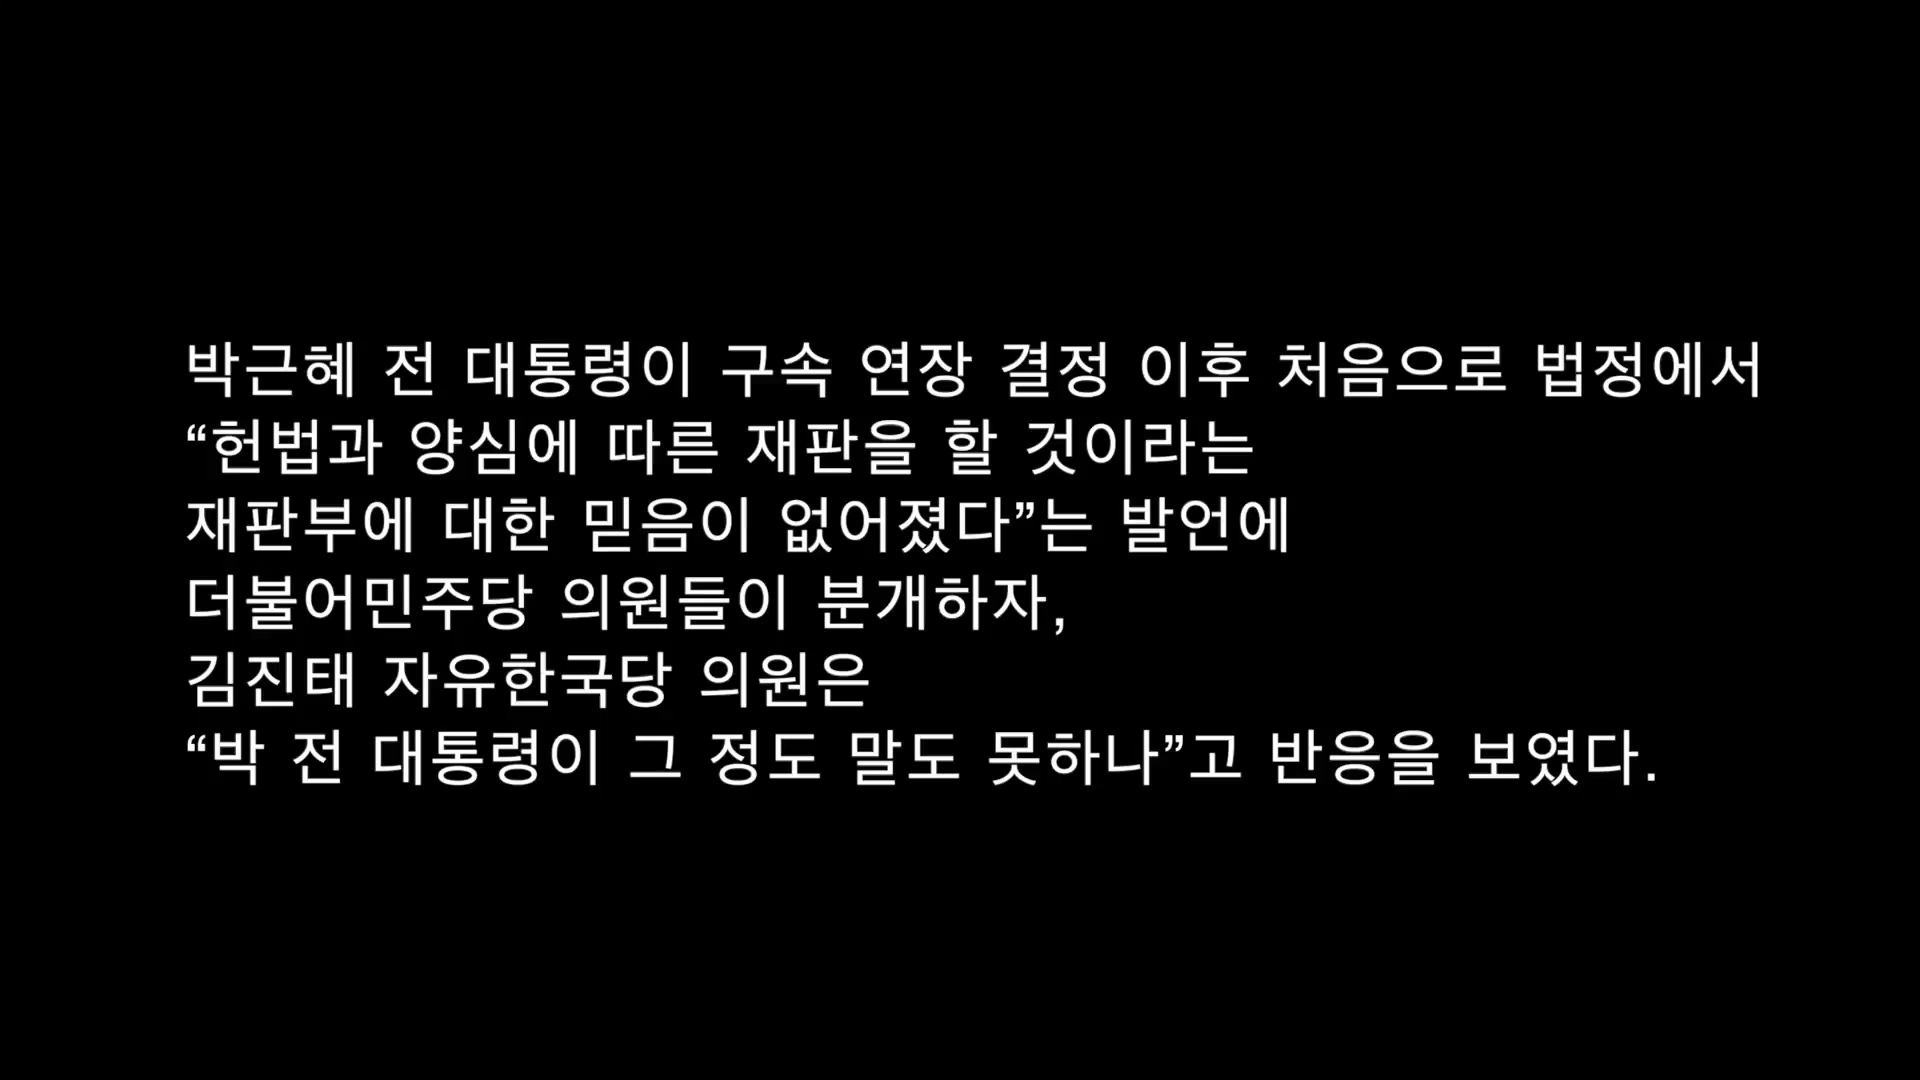 박근혜 전 대통령이 구속 연장 결정 이후 처음으로 법정에서
“헌법과 양심에 따른 재판을 할 것이라는
재판부에 대한 믿음이 없어졌다”는 발언에
더불어민주당 의원들이 분개하자,
김진태 자유한국당 의원은
“박 전 대통령이 그 정도 말도 못하나”고 반응을 보였다.